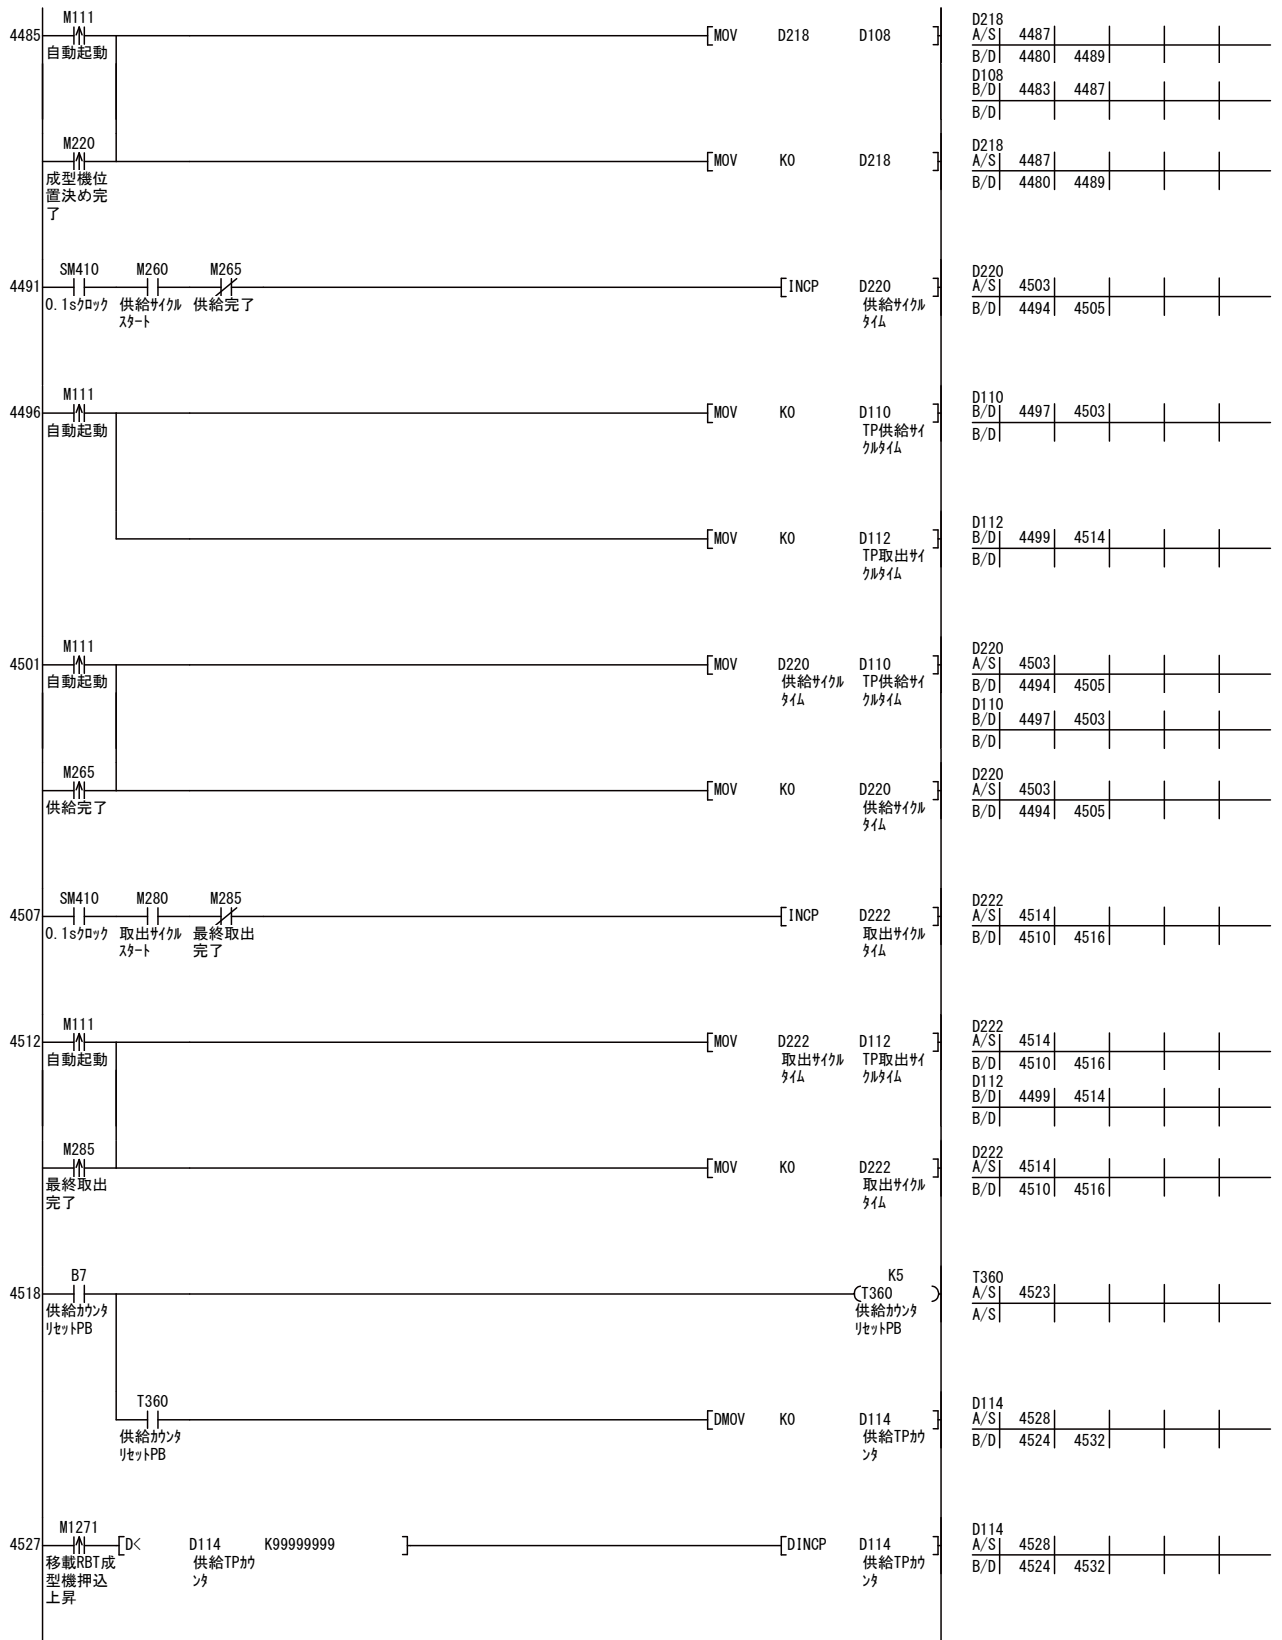 M111
4485 [MOV D218 D108 ]
自動起動
D218
A/S 4487
B/D 4480 4489
D108
B/D 4483 4487
B/D
M220
[MOV K0 D218 ]
成型機位
置決め完
了
D218
A/S 4487
B/D 4480 4489
SM410 M260 M265
4491 [INCP D220 ]
0.1sクロック 供給サイクル 供給完了 供給サイクル
スタート タイム
D220
A/S 4503
B/D 4494 4505
M111
4496 [MOV K0 D110 ]
自動起動 TP供給サイ
クルタイム
D110
B/D 4497 4503
B/D
[MOV K0 D112 ]
TP取出サイ
クルタイム
D112
B/D 4499 4514
B/D
M111
4501 [MOV D220 D110 ]
自動起動 供給サイクル TP供給サイ
タイム クルタイム
D220
A/S 4503
B/D 4494 4505
D110
B/D 4497 4503
B/D
M265
[MOV K0 D220 ]
供給完了 供給サイクル
タイム
D220
A/S 4503
B/D 4494 4505
SM410 M280 M285
4507 [INCP D222 ]
0.1sクロック 取出サイクル 最終取出 取出サイクル
スタート 完了 タイム
D222
A/S 4514
B/D 4510 4516
M111
4512 [MOV D222 D112 ]
自動起動 取出サイクル TP取出サイ
タイム クルタイム
D222
A/S 4514
B/D 4510 4516
D112
B/D 4499 4514
B/D
M285
[MOV K0 D222 ]
最終取出 取出サイクル
完了 タイム
D222
A/S 4514
B/D 4510 4516
B7 K5
4518 (T360 )
供給カウンタ 供給カウンタ
リセットPB リセットPB
T360
A/S 4523
A/S
T360
[DMOV K0 D114 ]
供給カウンタ 供給TPカウ
リセットPB ンタ
D114
A/S 4528
B/D 4524 4532
M1271
4527 [D< D114 K99999999 ] [DINCP D114 ]
移載RBT成 供給TPカウ 供給TPカウ
型機押込 ンタ ンタ
上昇
D114
A/S 4528
B/D 4524 4532